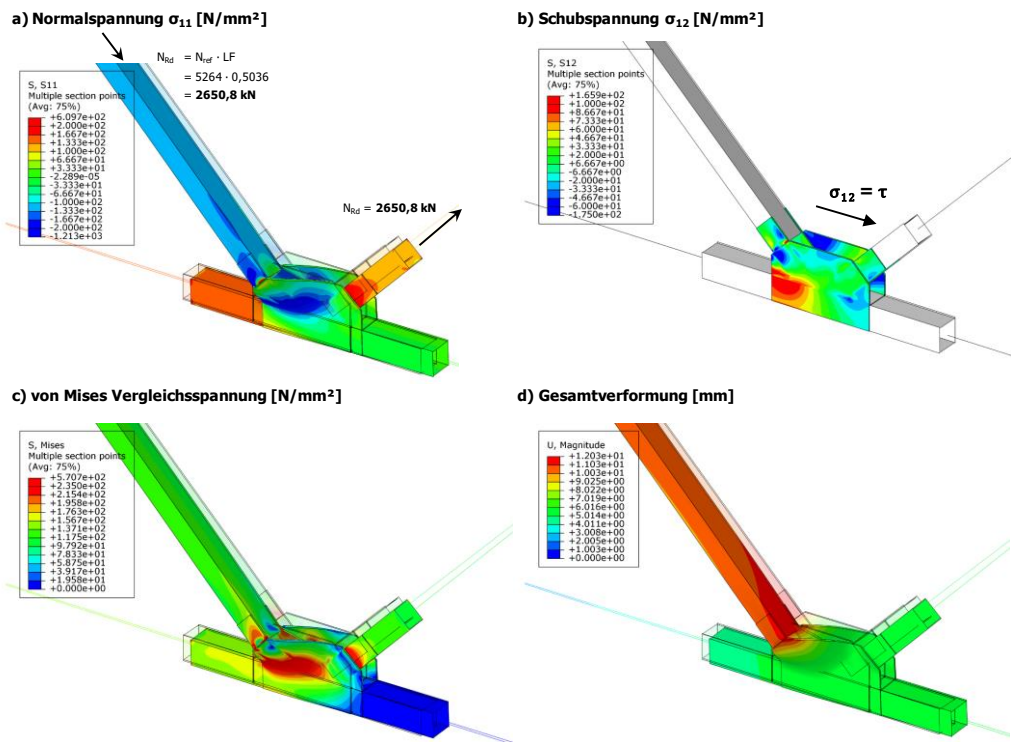 a) Normalspannung σ11 [N/mm²]
NRd = Nref · LF
= 5264 · 0,5036
= 2650,8 kN
S, S11
Multiple section points
(Avg: 75%)
+6.097e+02
+2.000e+02
+1.667e+02
+1.333e+02
+1.000e+02
+6.667e+01
+3.333e+01
-2.289e-05
-3.333e+01
-6.667e+01
-1.000e+02
-1.333e+02
-1.667e+02
-2.000e+02
-1.213e+03
NRd = 2650,8 kN
b) Schubspannung σ12 [N/mm²]
S, S12
Multiple section points
(Avg: 75%)
+1.659e+02
+1.000e+02
+8.667e+01
+7.333e+01
+6.000e+01
+4.667e+01
+3.333e+01
+2.000e+01
+6.667e+00
-6.667e+00
-2.000e+01
-3.333e+01
-4.667e+01
-6.000e+01
-1.750e+02
σ12 = τ
c) von Mises Vergleichsspannung [N/mm²]
S, Mises
Multiple section points
(Avg: 75%)
+5.707e+02
+2.350e+02
+2.154e+02
+1.958e+02
+1.763e+02
+1.567e+02
+1.371e+02
+1.175e+02
+9.792e+01
+7.833e+01
+5.875e+01
+3.917e+01
+1.958e+01
+0.000e+00
d) Gesamtverformung [mm]
U, Magnitude
+1.203e+01
+1.103e+01
+1.003e+01
+9.025e+00
+8.022e+00
+6.016e+00
+5.014e+00
+4.011e+00
+3.008e+00
+2.005e+00
+1.003e+00
+0.000e+00